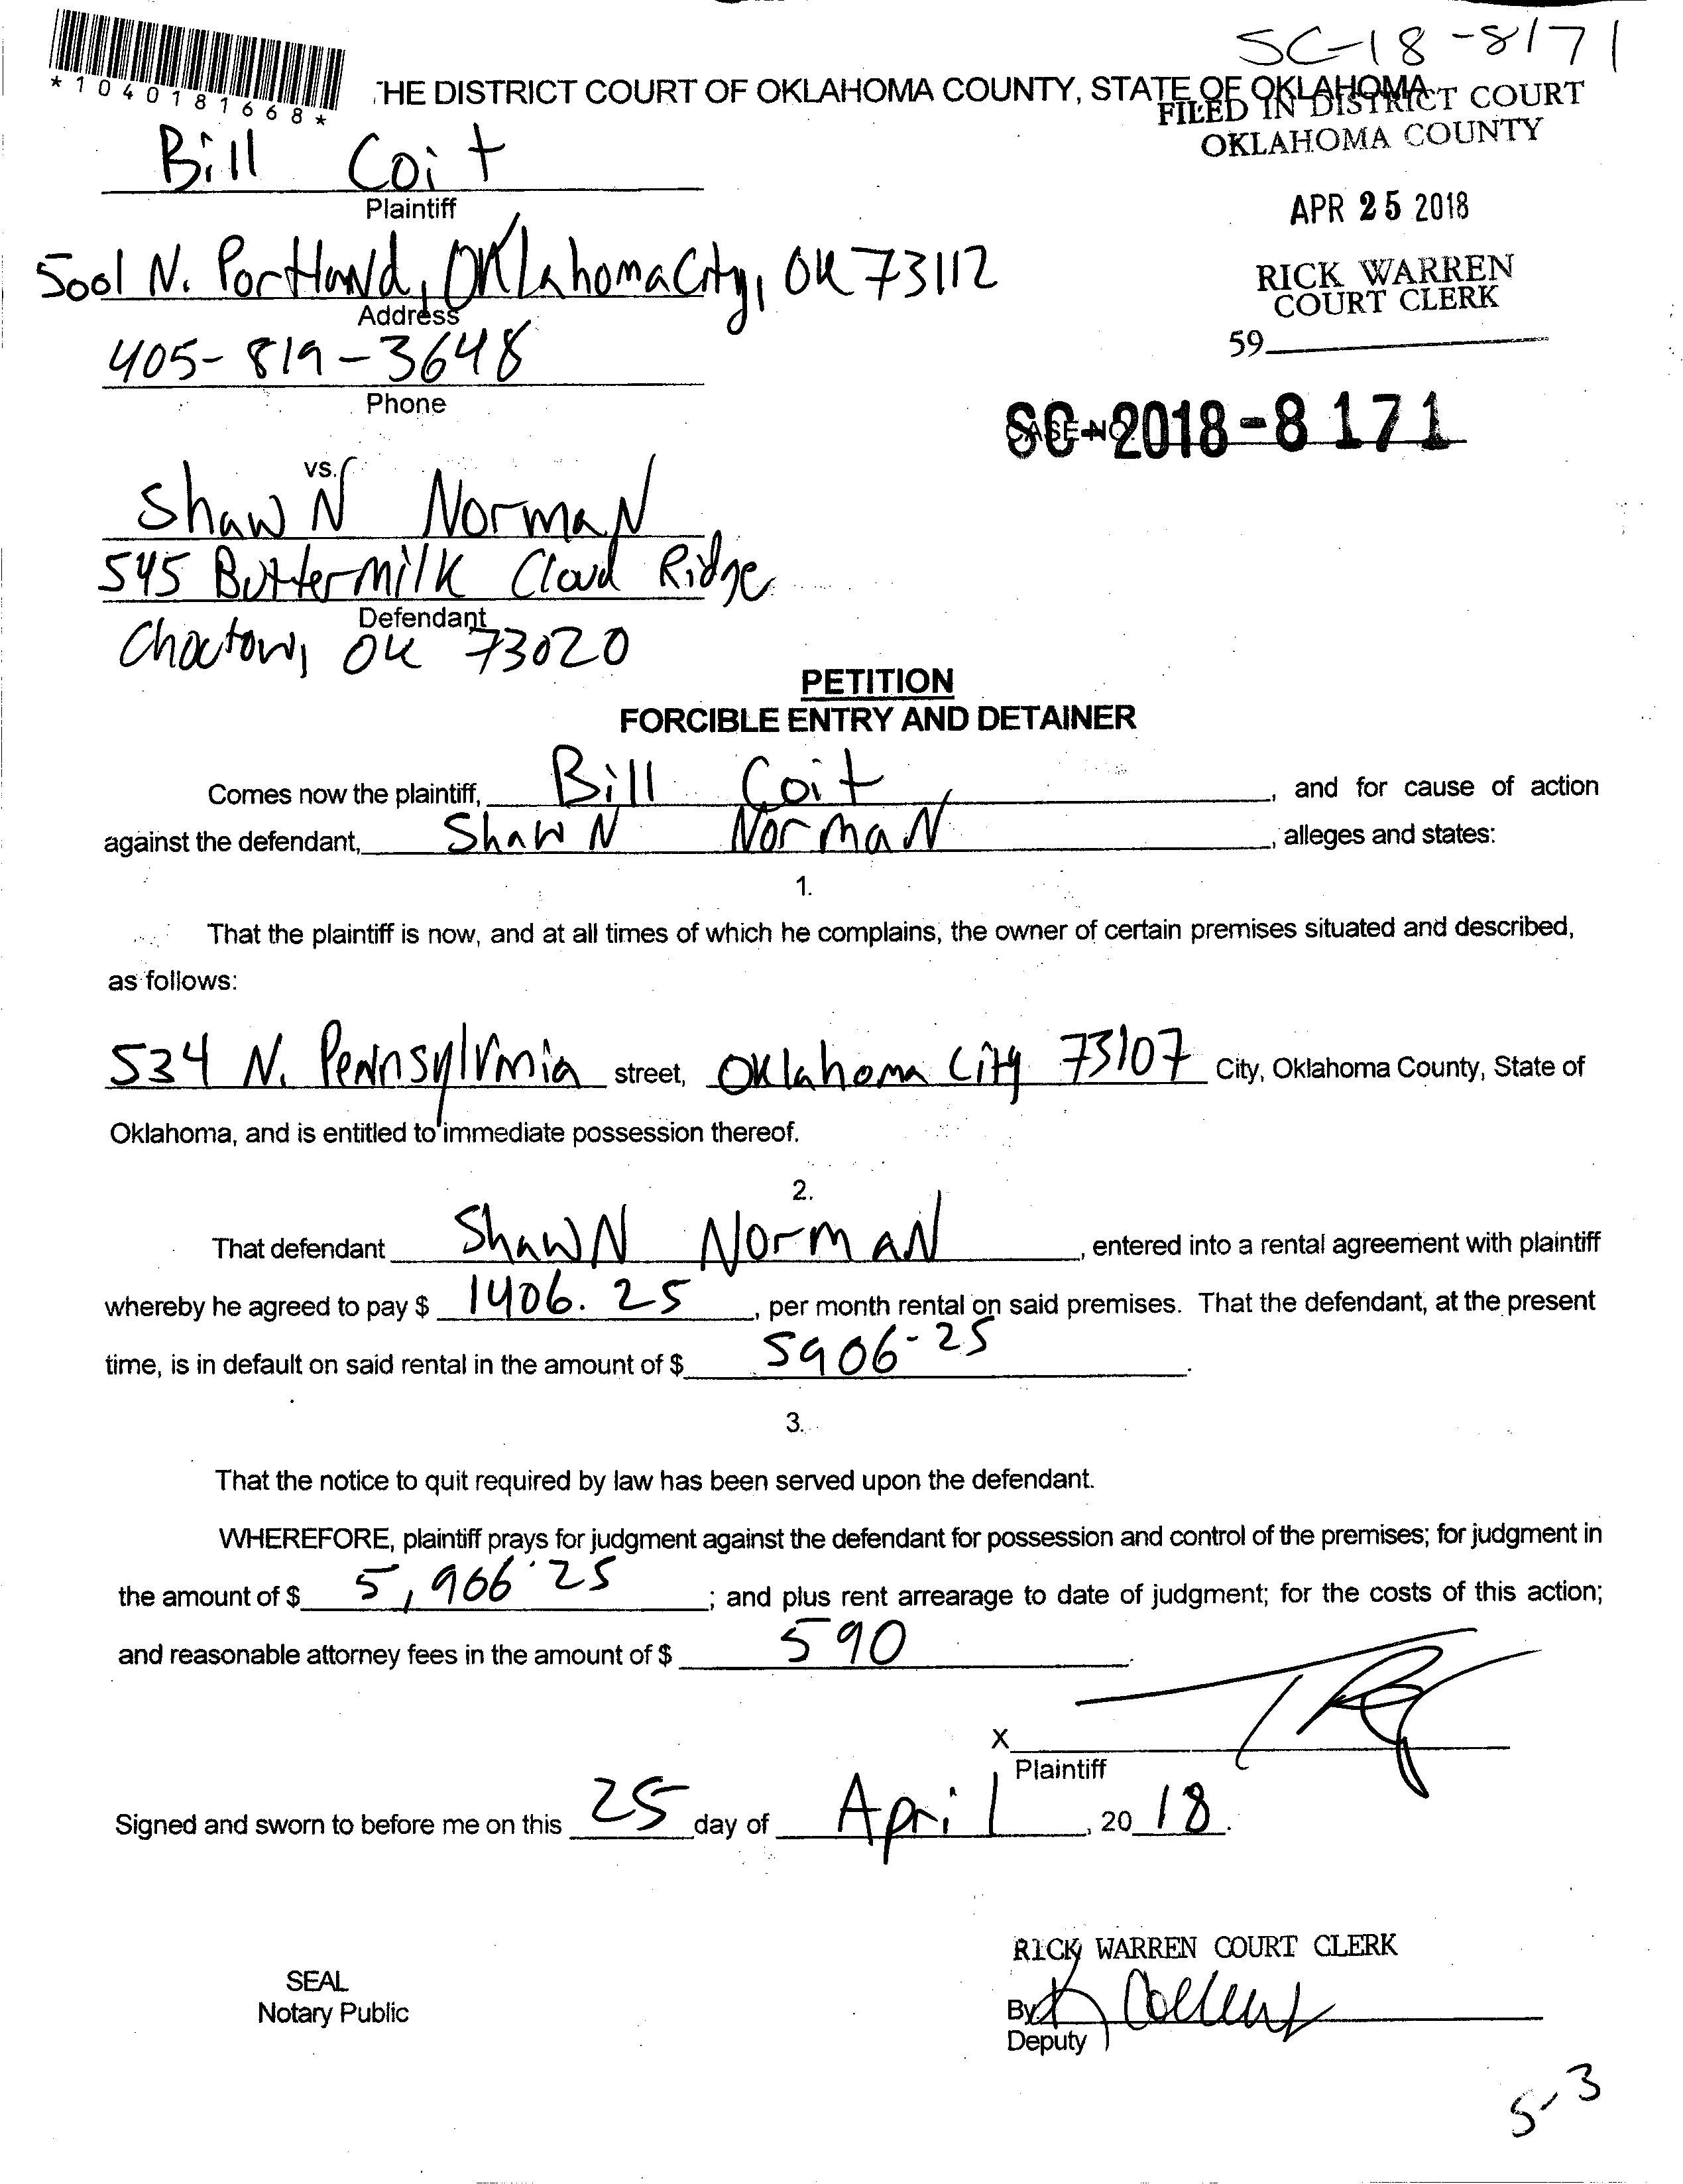 SC-18-8171
*1040181668*
THE DISTRICT COURT OF OKLAHOMA COUNTY, STATE OF OKLAHOMA
FILED IN DISTRICT COURT
OKLAHOMA COUNTY
Bill Coit
Plaintiff
APR 25 2018
5001 N. Portland, Oklahoma City, OK 73112
Address
RICK WARREN
COURT CLERK
405-819-3648
Phone
59
CASE NO.
SC-2018-8171
vs.
Shawn Norman
545 Buttermilk Cloud Ridge
Defendant
Choctaw, OK 73020
PETITION
FORCIBLE ENTRY AND DETAINER
Comes now the plaintiff, Bill Coit, and for cause of action
against the defendant, Shawn Norman, alleges and states:
1.
That the plaintiff is now, and at all times of which he complains, the owner of certain premises situated and described,
as follows:
534 N. Pennsylvania street, Oklahoma City 73107 City, Oklahoma County, State of
Oklahoma, and is entitled to immediate possession thereof.
2.
That defendant Shawn Norman, entered into a rental agreement with plaintiff
whereby he agreed to pay $ 1406.25, per month rental on said premises. That the defendant, at the present
time, is in default on said rental in the amount of $ 5906.25.
3.
That the notice to quit required by law has been served upon the defendant.
WHEREFORE, plaintiff prays for judgment against the defendant for possession and control of the premises; for judgment in
the amount of $ 5,906.25; and plus rent arrearage to date of judgment; for the costs of this action;
and reasonable attorney fees in the amount of $ 590.
X
Plaintiff
Signed and sworn to before me on this 25 day of April, 20 18.
RICK WARREN COURT CLERK
SEAL
Notary Public
By K
Deputy
5-3